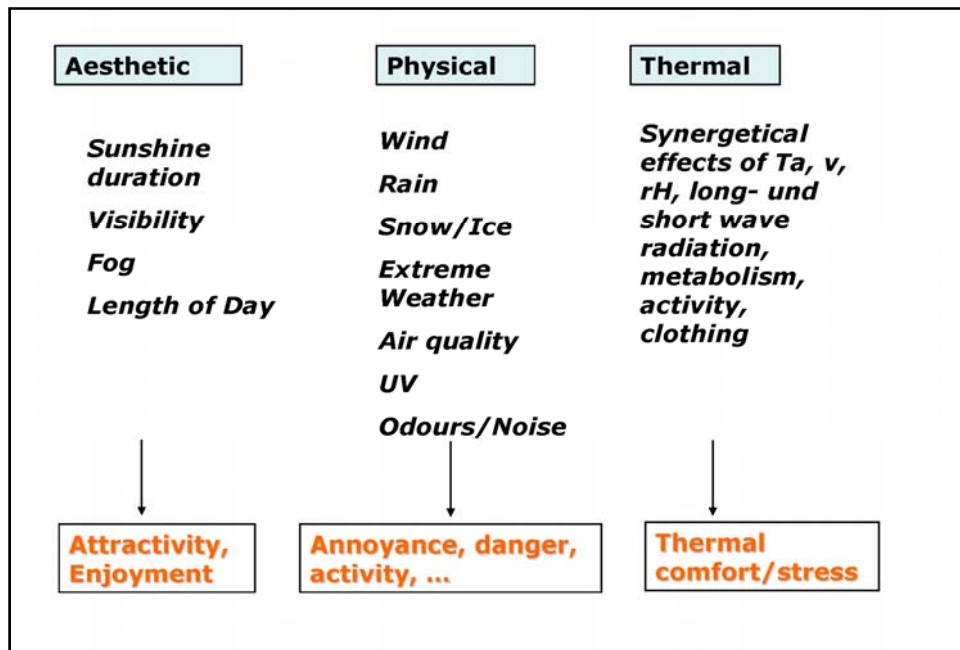 Aesthetic
Sunshine
duration
Visibility
Fog
Length of Day
Attractivity,
Enjoyment
Physical
Wind
Rain
Snow/Ice
Extreme
Weather
Air quality
UV
Odours/Noise
Annoyance, danger,
activity, ...
Thermal
Synergetical
effects of Ta, v,
rH, long- und
short wave
radiation,
metabolism,
activity,
clothing
Thermal
comfort/stress